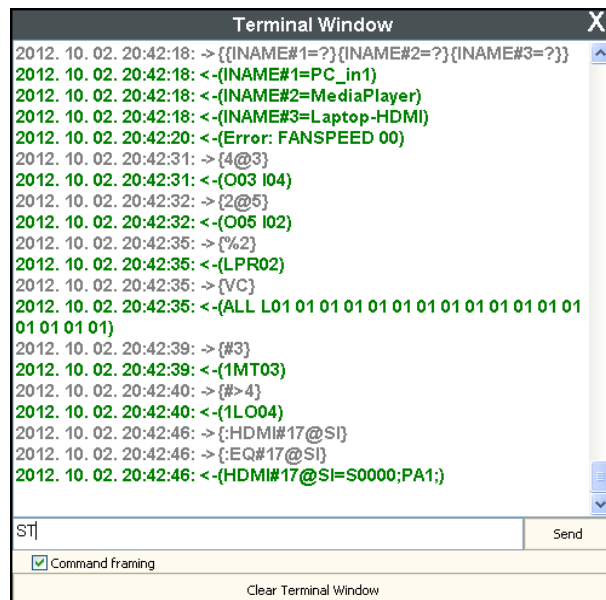 Terminal Window X
2012. 10. 02. 20:42:18: ->{{INAME#1=?}{INAME#2=?}{INAME#3=?}}
2012. 10. 02. 20:42:18: <-(INAME#1=PC_in1)
2012. 10. 02. 20:42:18: <-(INAME#2=MediaPlayer)
2012. 10. 02. 20:42:18: <-(INAME#3=Laptop-HDMI)
2012. 10. 02. 20:42:20: <-(Error: FANSPEED 00)
2012. 10. 02. 20:42:31: ->{4@3}
2012. 10. 02. 20:42:31: <-(O03 I04)
2012. 10. 02. 20:42:32: ->{2@5}
2012. 10. 02. 20:42:32: <-(O05 I02)
2012. 10. 02. 20:42:35: ->{%2}
2012. 10. 02. 20:42:35: <-(LPR02)
2012. 10. 02. 20:42:35: ->{VC}
2012. 10. 02. 20:42:35: <-(ALL L01 01 01 01 01 01 01 01 01 01 01 01 01
01 01 01 01)
2012. 10. 02. 20:42:39: ->{#3}
2012. 10. 02. 20:42:39: <-(1MT03)
2012. 10. 02. 20:42:40: ->{#>4}
2012. 10. 02. 20:42:40: <-(1LO04)
2012. 10. 02. 20:42:46: ->{:HDMI#17@SI}
2012. 10. 02. 20:42:46: ->{:EQ#17@SI}
2012. 10. 02. 20:42:46: <-(HDMI#17@SI=S0000;PA1;)
ST
Send
Command framing
Clear Terminal Window